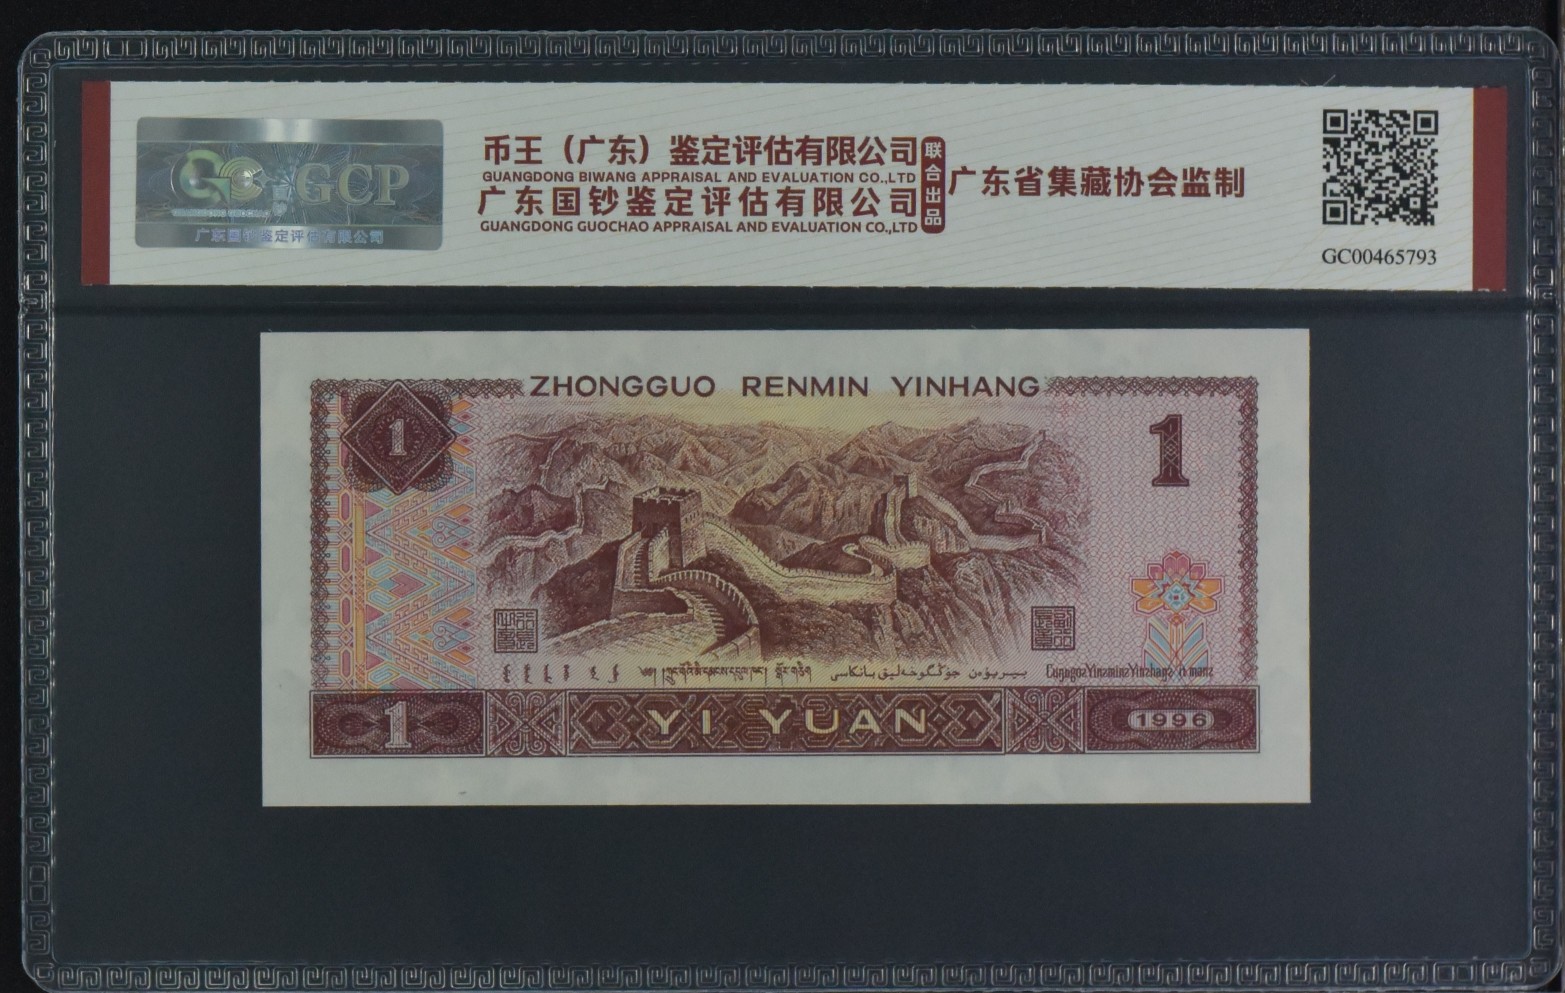 GCP
广东国钞鉴定评估有限公司
币王（广东）鉴定评估有限公司
GUANGDONG BIWANG APPRAISAL AND EVALUATION CO.,LTD
广东国钞鉴定评估有限公司
GUANGDONG GUOCHAO APPRAISAL AND EVALUATION CO.,LTD
联合出品
广东省集藏协会监制
GC00465793
ZHONGGUO RENMIN YINHANG
1
1
1
YI YUAN
1996